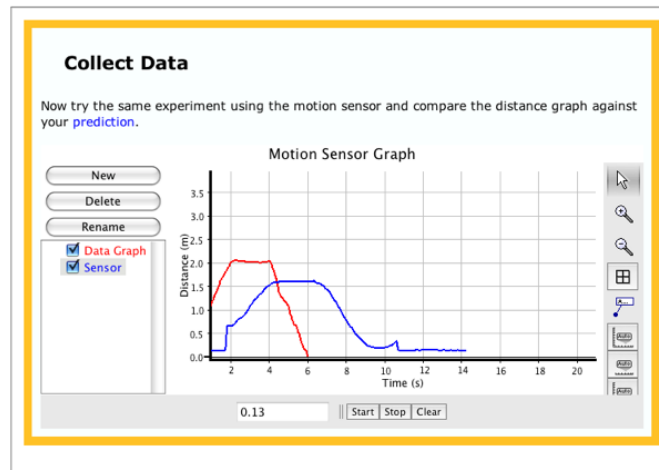 Collect Data
Now try the same experiment using the motion sensor and compare the distance graph against
your prediction.
Motion Sensor Graph
New
Delete
Rename
Data Graph
Sensor
Distance (m)
3.5
3.0
2.5
2.0
1.5
1.0
0.5
0.0
2 4 6 8 10 12 14 16 18 20
Time (s)
A...
Auto
Auto
Auto
0.13
Start Stop Clear